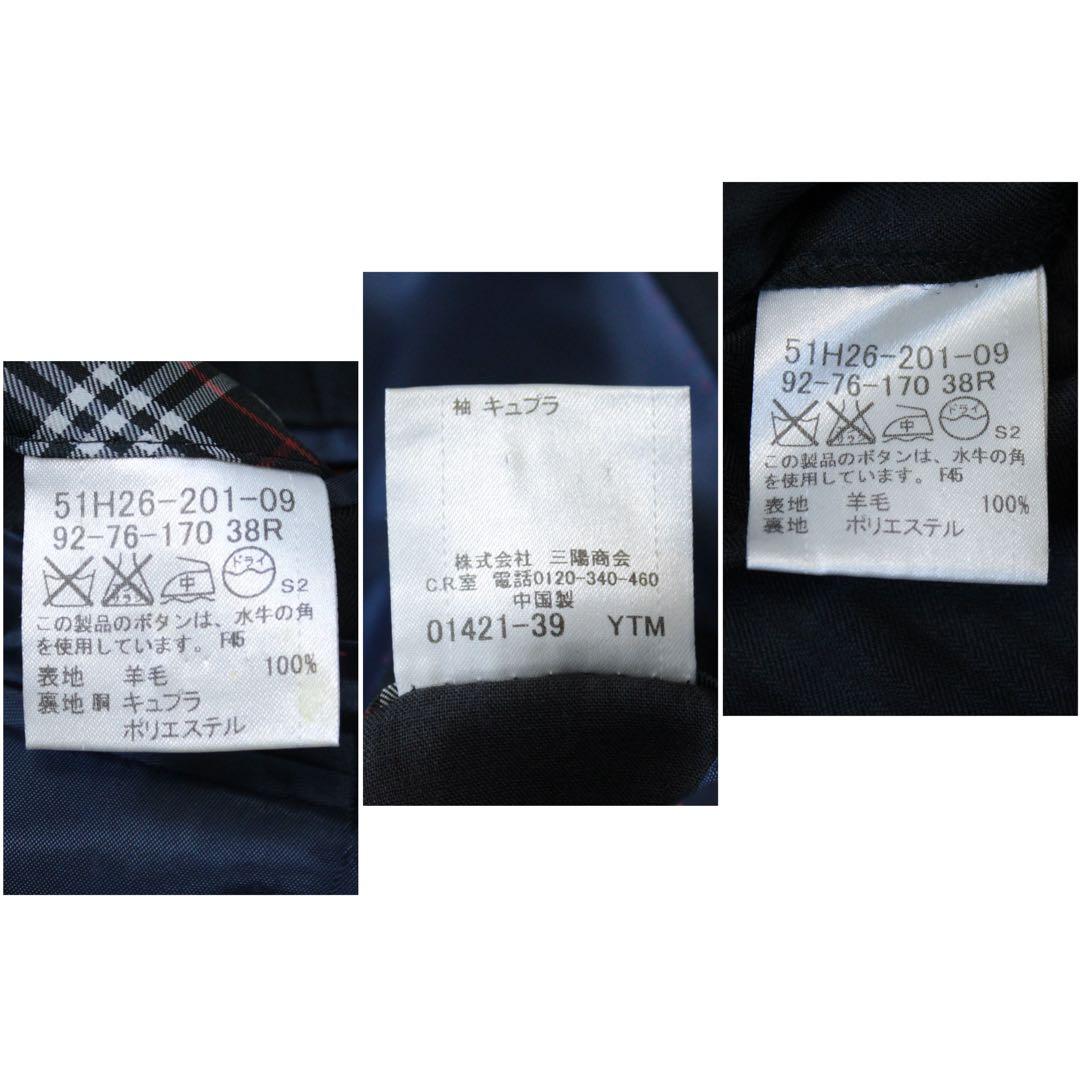 51H26-201-09
92-76-170 38R
ドライ
中
S2
この製品のボタンは、水牛の角
を使用しています。 F45
表地 羊毛 100%
裏地 胴 キュプラ
ポリエステル
袖 キュプラ
株式会社 三陽商会
C.R室 電話0120-340-460
中国製
01421-39 YTM
51H26-201-09
92-76-170 38R
ドライ
中
S2
この製品のボタンは、水牛の角
を使用しています。 F45
表地 羊毛 100%
裏地 ポリエステル